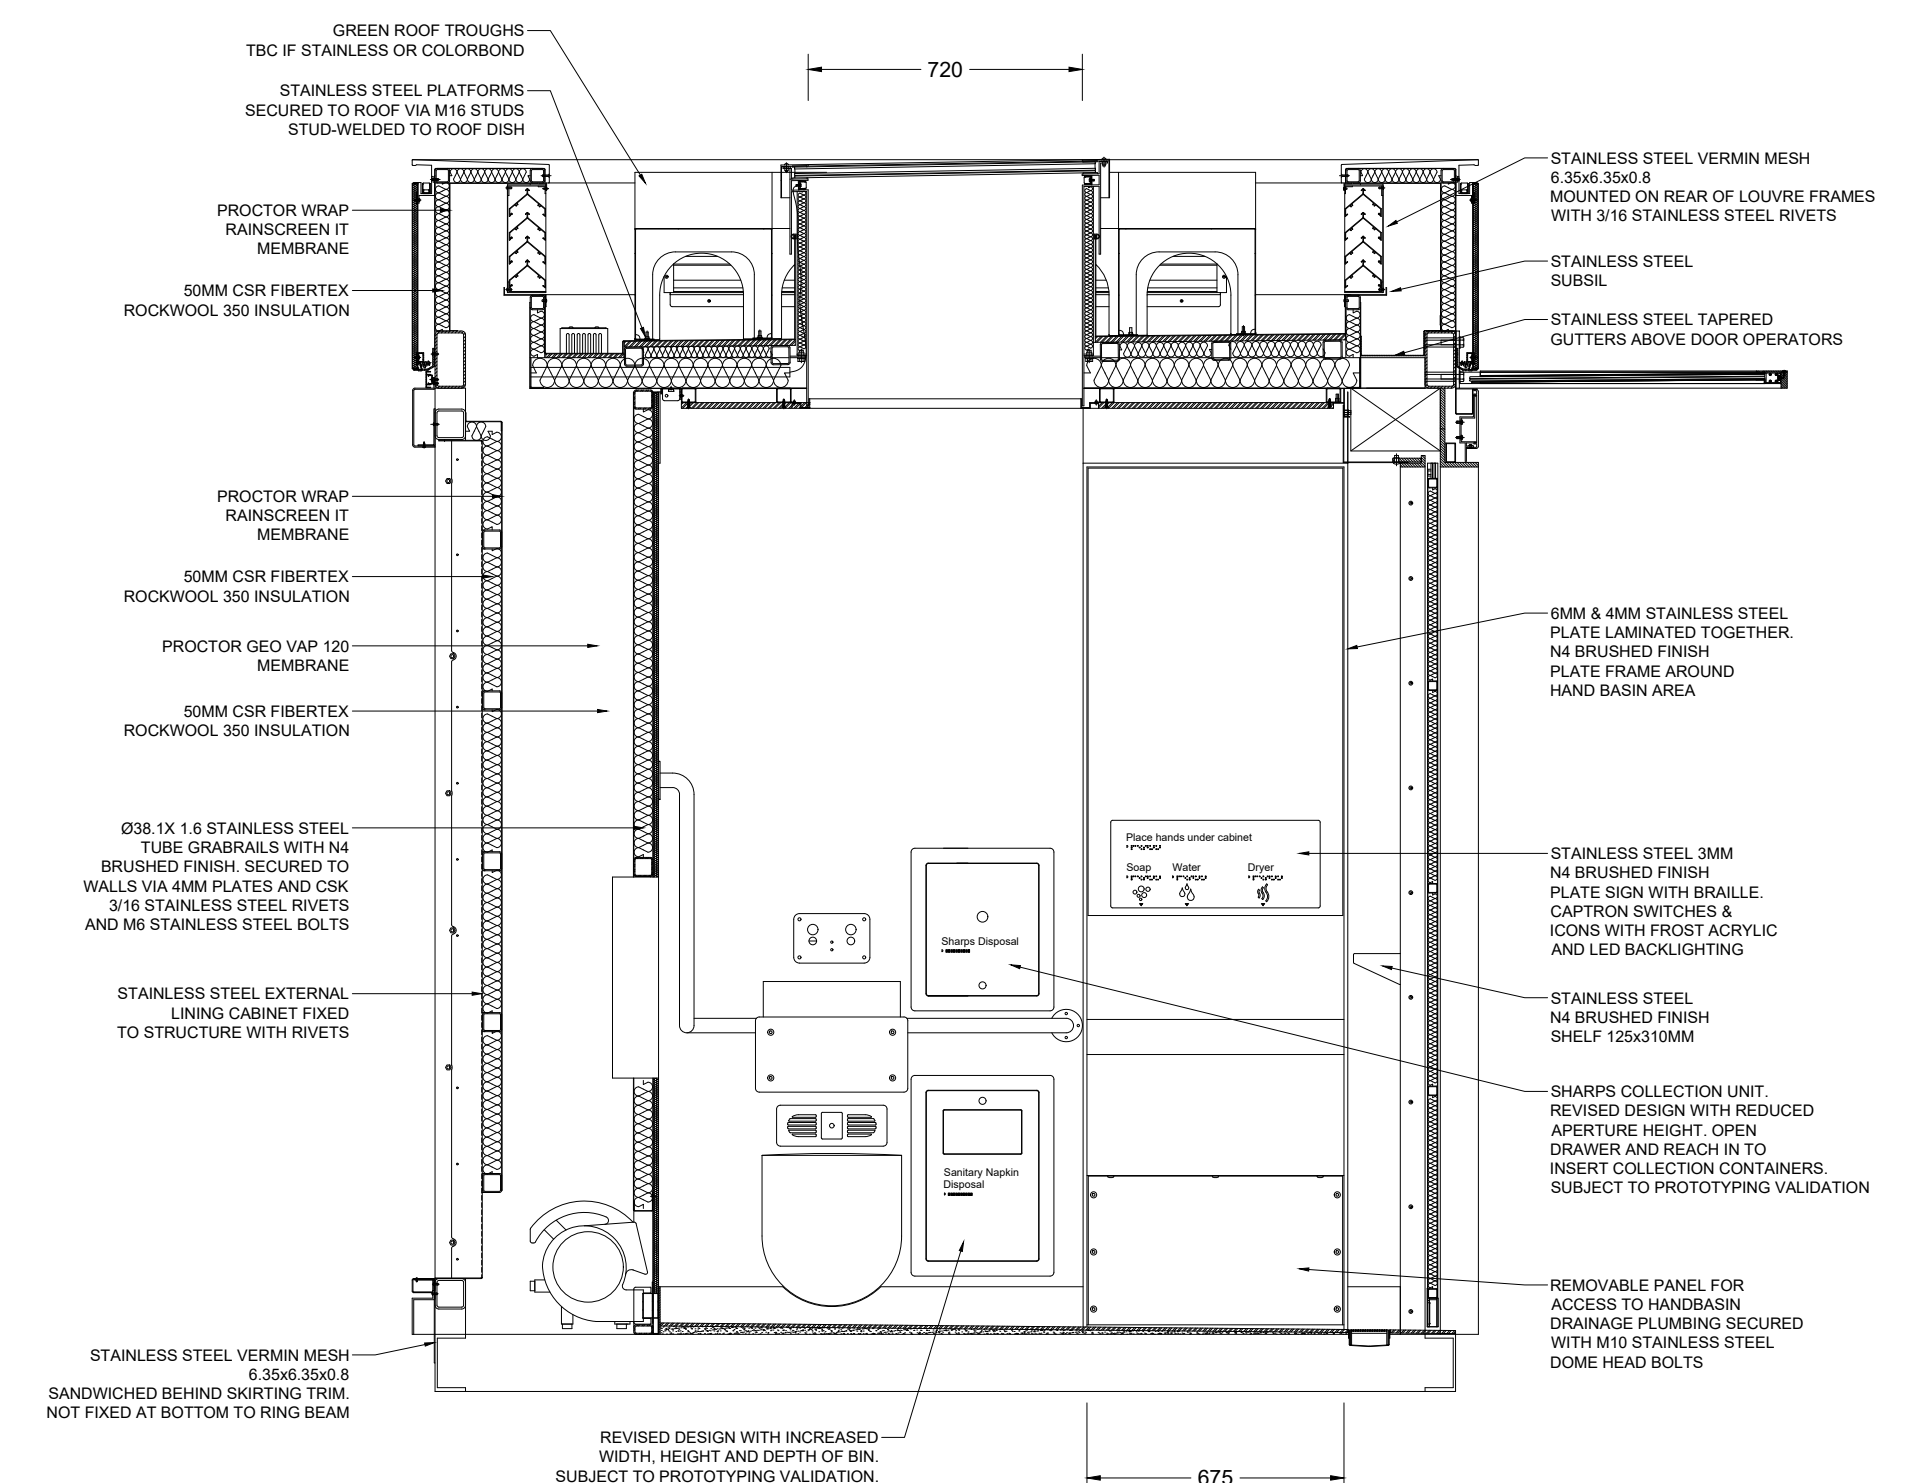 GREEN ROOF TROUGHS
TBC IF STAINLESS OR COLORBOND
STAINLESS STEEL PLATFORMS
SECURED TO ROOF VIA M16 STUDS
STUD-WELDED TO ROOF DISH
PROCTOR WRAP
RAINSCREEN IT
MEMBRANE
50MM CSR FIBERTEX
ROCKWOOL 350 INSULATION
PROCTOR WRAP
RAINSCREEN IT
MEMBRANE
50MM CSR FIBERTEX
ROCKWOOL 350 INSULATION
PROCTOR GEO VAP 120
MEMBRANE
50MM CSR FIBERTEX
ROCKWOOL 350 INSULATION
Ø38.1X 1.6 STAINLESS STEEL
TUBE GRABRAILS WITH N4
BRUSHED FINISH. SECURED TO
WALLS VIA 4MM PLATES AND CSK
3/16 STAINLESS STEEL RIVETS
AND M6 STAINLESS STEEL BOLTS
STAINLESS STEEL EXTERNAL
LINING CABINET FIXED
TO STRUCTURE WITH RIVETS
STAINLESS STEEL VERMIN MESH
6.35x6.35x0.8
SANDWICHED BEHIND SKIRTING TRIM.
NOT FIXED AT BOTTOM TO RING BEAM
720
Place hands under cabinet
Soap Water Dryer
Sharps Disposal
Sanitary Napkin
Disposal
REVISED DESIGN WITH INCREASED
WIDTH, HEIGHT AND DEPTH OF BIN.
SUBJECT TO PROTOTYPING VALIDATION.
675
STAINLESS STEEL VERMIN MESH
6.35x6.35x0.8
MOUNTED ON REAR OF LOUVRE FRAMES
WITH 3/16 STAINLESS STEEL RIVETS
STAINLESS STEEL
SUBSIL
STAINLESS STEEL TAPERED
GUTTERS ABOVE DOOR OPERATORS
6MM & 4MM STAINLESS STEEL
PLATE LAMINATED TOGETHER.
N4 BRUSHED FINISH
PLATE FRAME AROUND
HAND BASIN AREA
STAINLESS STEEL 3MM
N4 BRUSHED FINISH
PLATE SIGN WITH BRAILLE.
CAPTRON SWITCHES &
ICONS WITH FROST ACRYLIC
AND LED BACKLIGHTING
STAINLESS STEEL
N4 BRUSHED FINISH
SHELF 125x310MM
SHARPS COLLECTION UNIT.
REVISED DESIGN WITH REDUCED
APERTURE HEIGHT. OPEN
DRAWER AND REACH IN TO
INSERT COLLECTION CONTAINERS.
SUBJECT TO PROTOTYPING VALIDATION
REMOVABLE PANEL FOR
ACCESS TO HANDBASIN
DRAINAGE PLUMBING SECURED
WITH M10 STAINLESS STEEL
DOME HEAD BOLTS